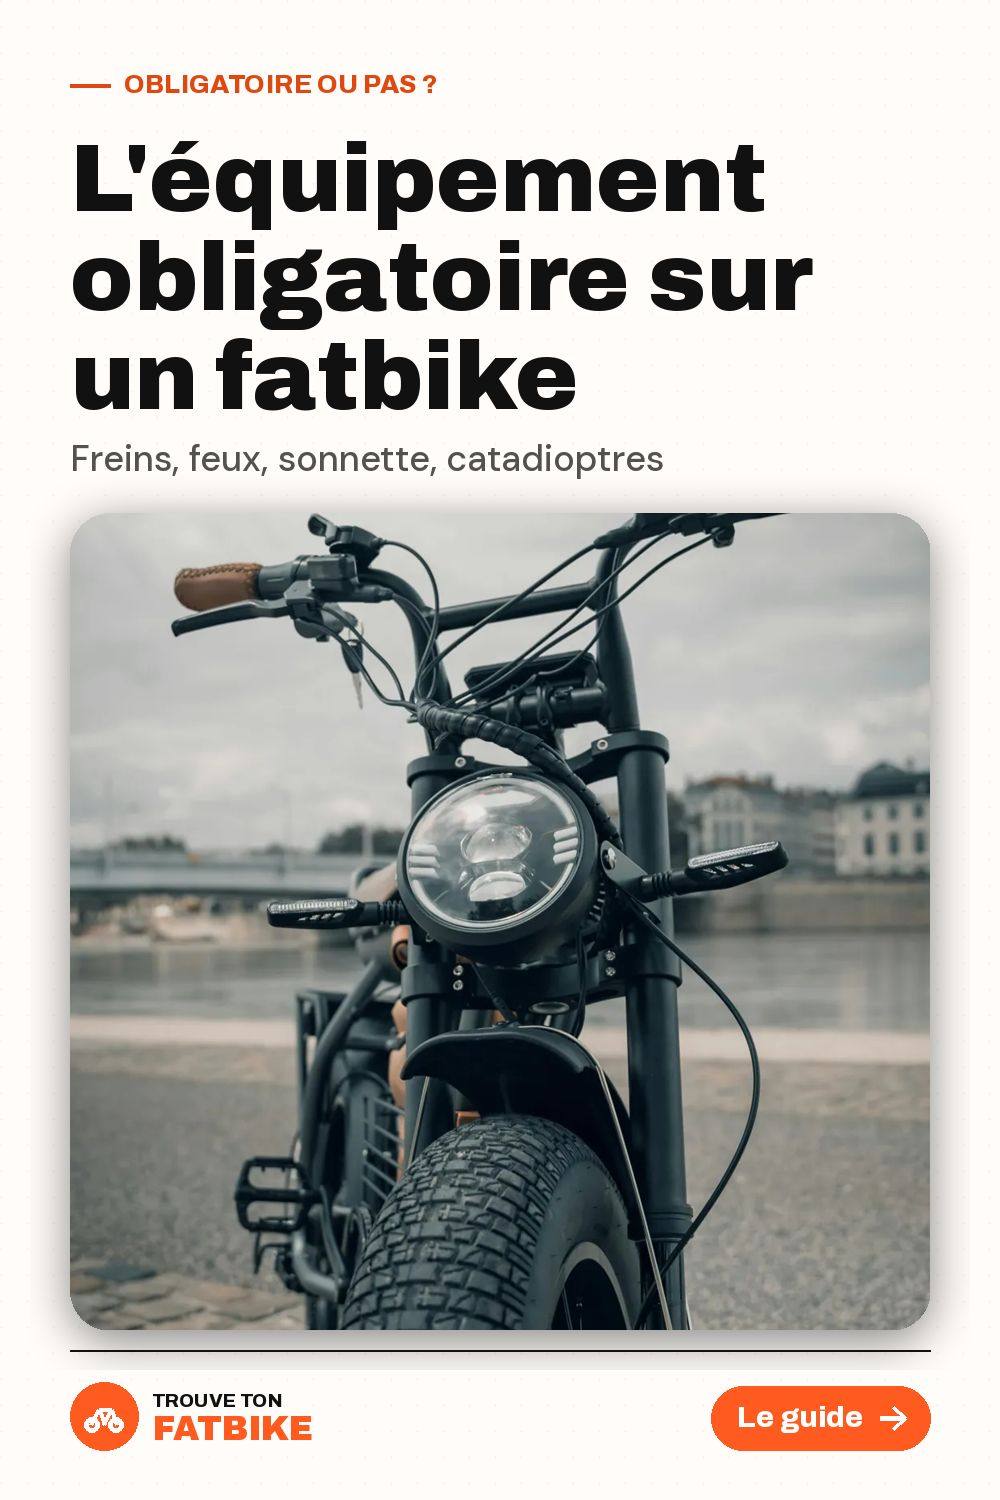 OBLIGATOIRE OU PAS ?
L'équipement
obligatoire sur
un fatbike
Freins, feux, sonnette, catadioptres
TROUVE TON
FATBIKE
Le guide →